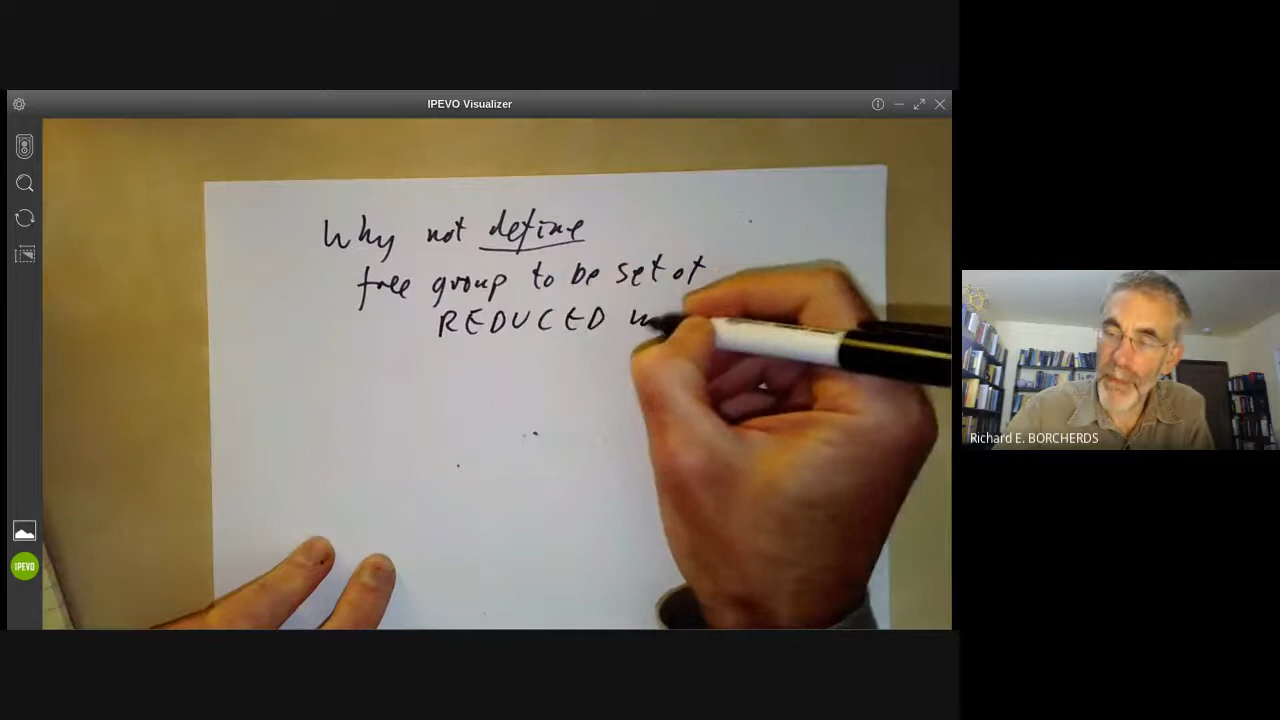 IPEVO Visualizer
Why not define
free group to be set of
REDUCED
IPEVO
Richard E. BORCHERDS